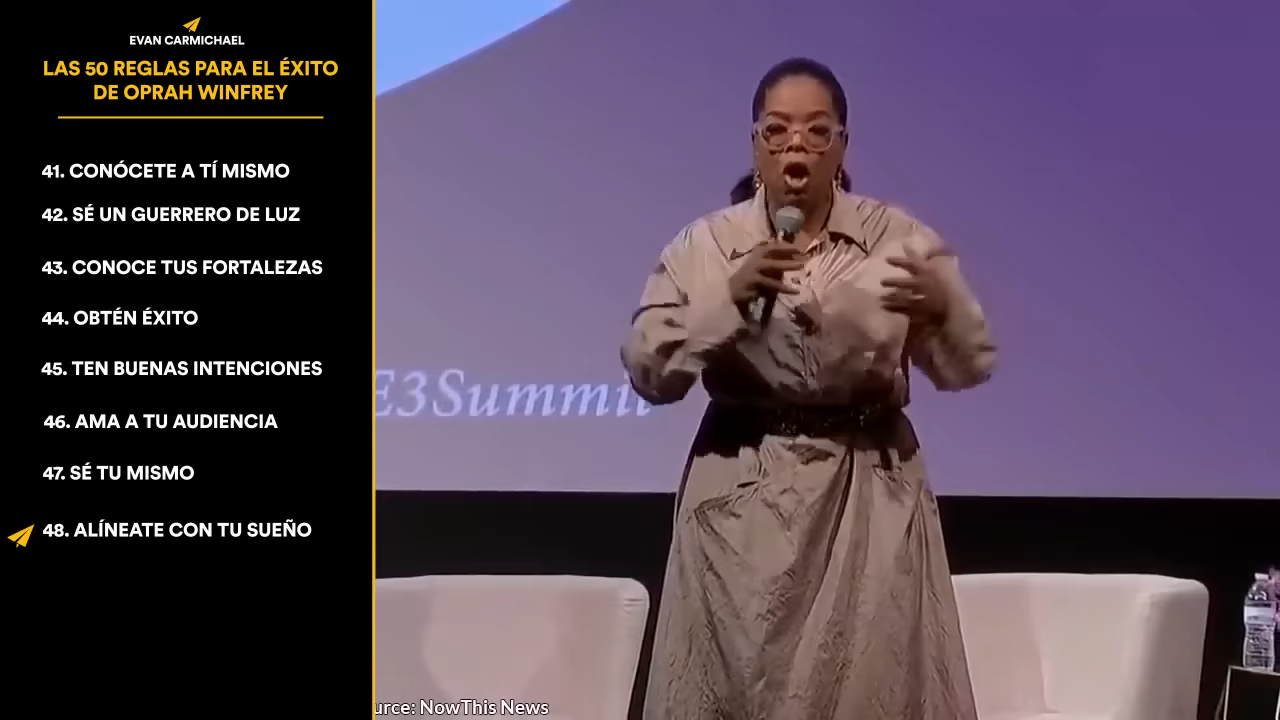 EVAN CARMICHAEL
LAS 50 REGLAS PARA EL ÉXITO
DE OPRAH WINFREY
41. CONÓCETE A TÍ MISMO
42. SÉ UN GUERRERO DE LUZ
43. CONOCE TUS FORTALEZAS
44. OBTÉN ÉXITO
45. TEN BUENAS INTENCIONES
46. AMA A TU AUDIENCIA
47. SÉ TU MISMO
48. ALÍNEATE CON TU SUEÑO
E3Summit
urce: NowThis News